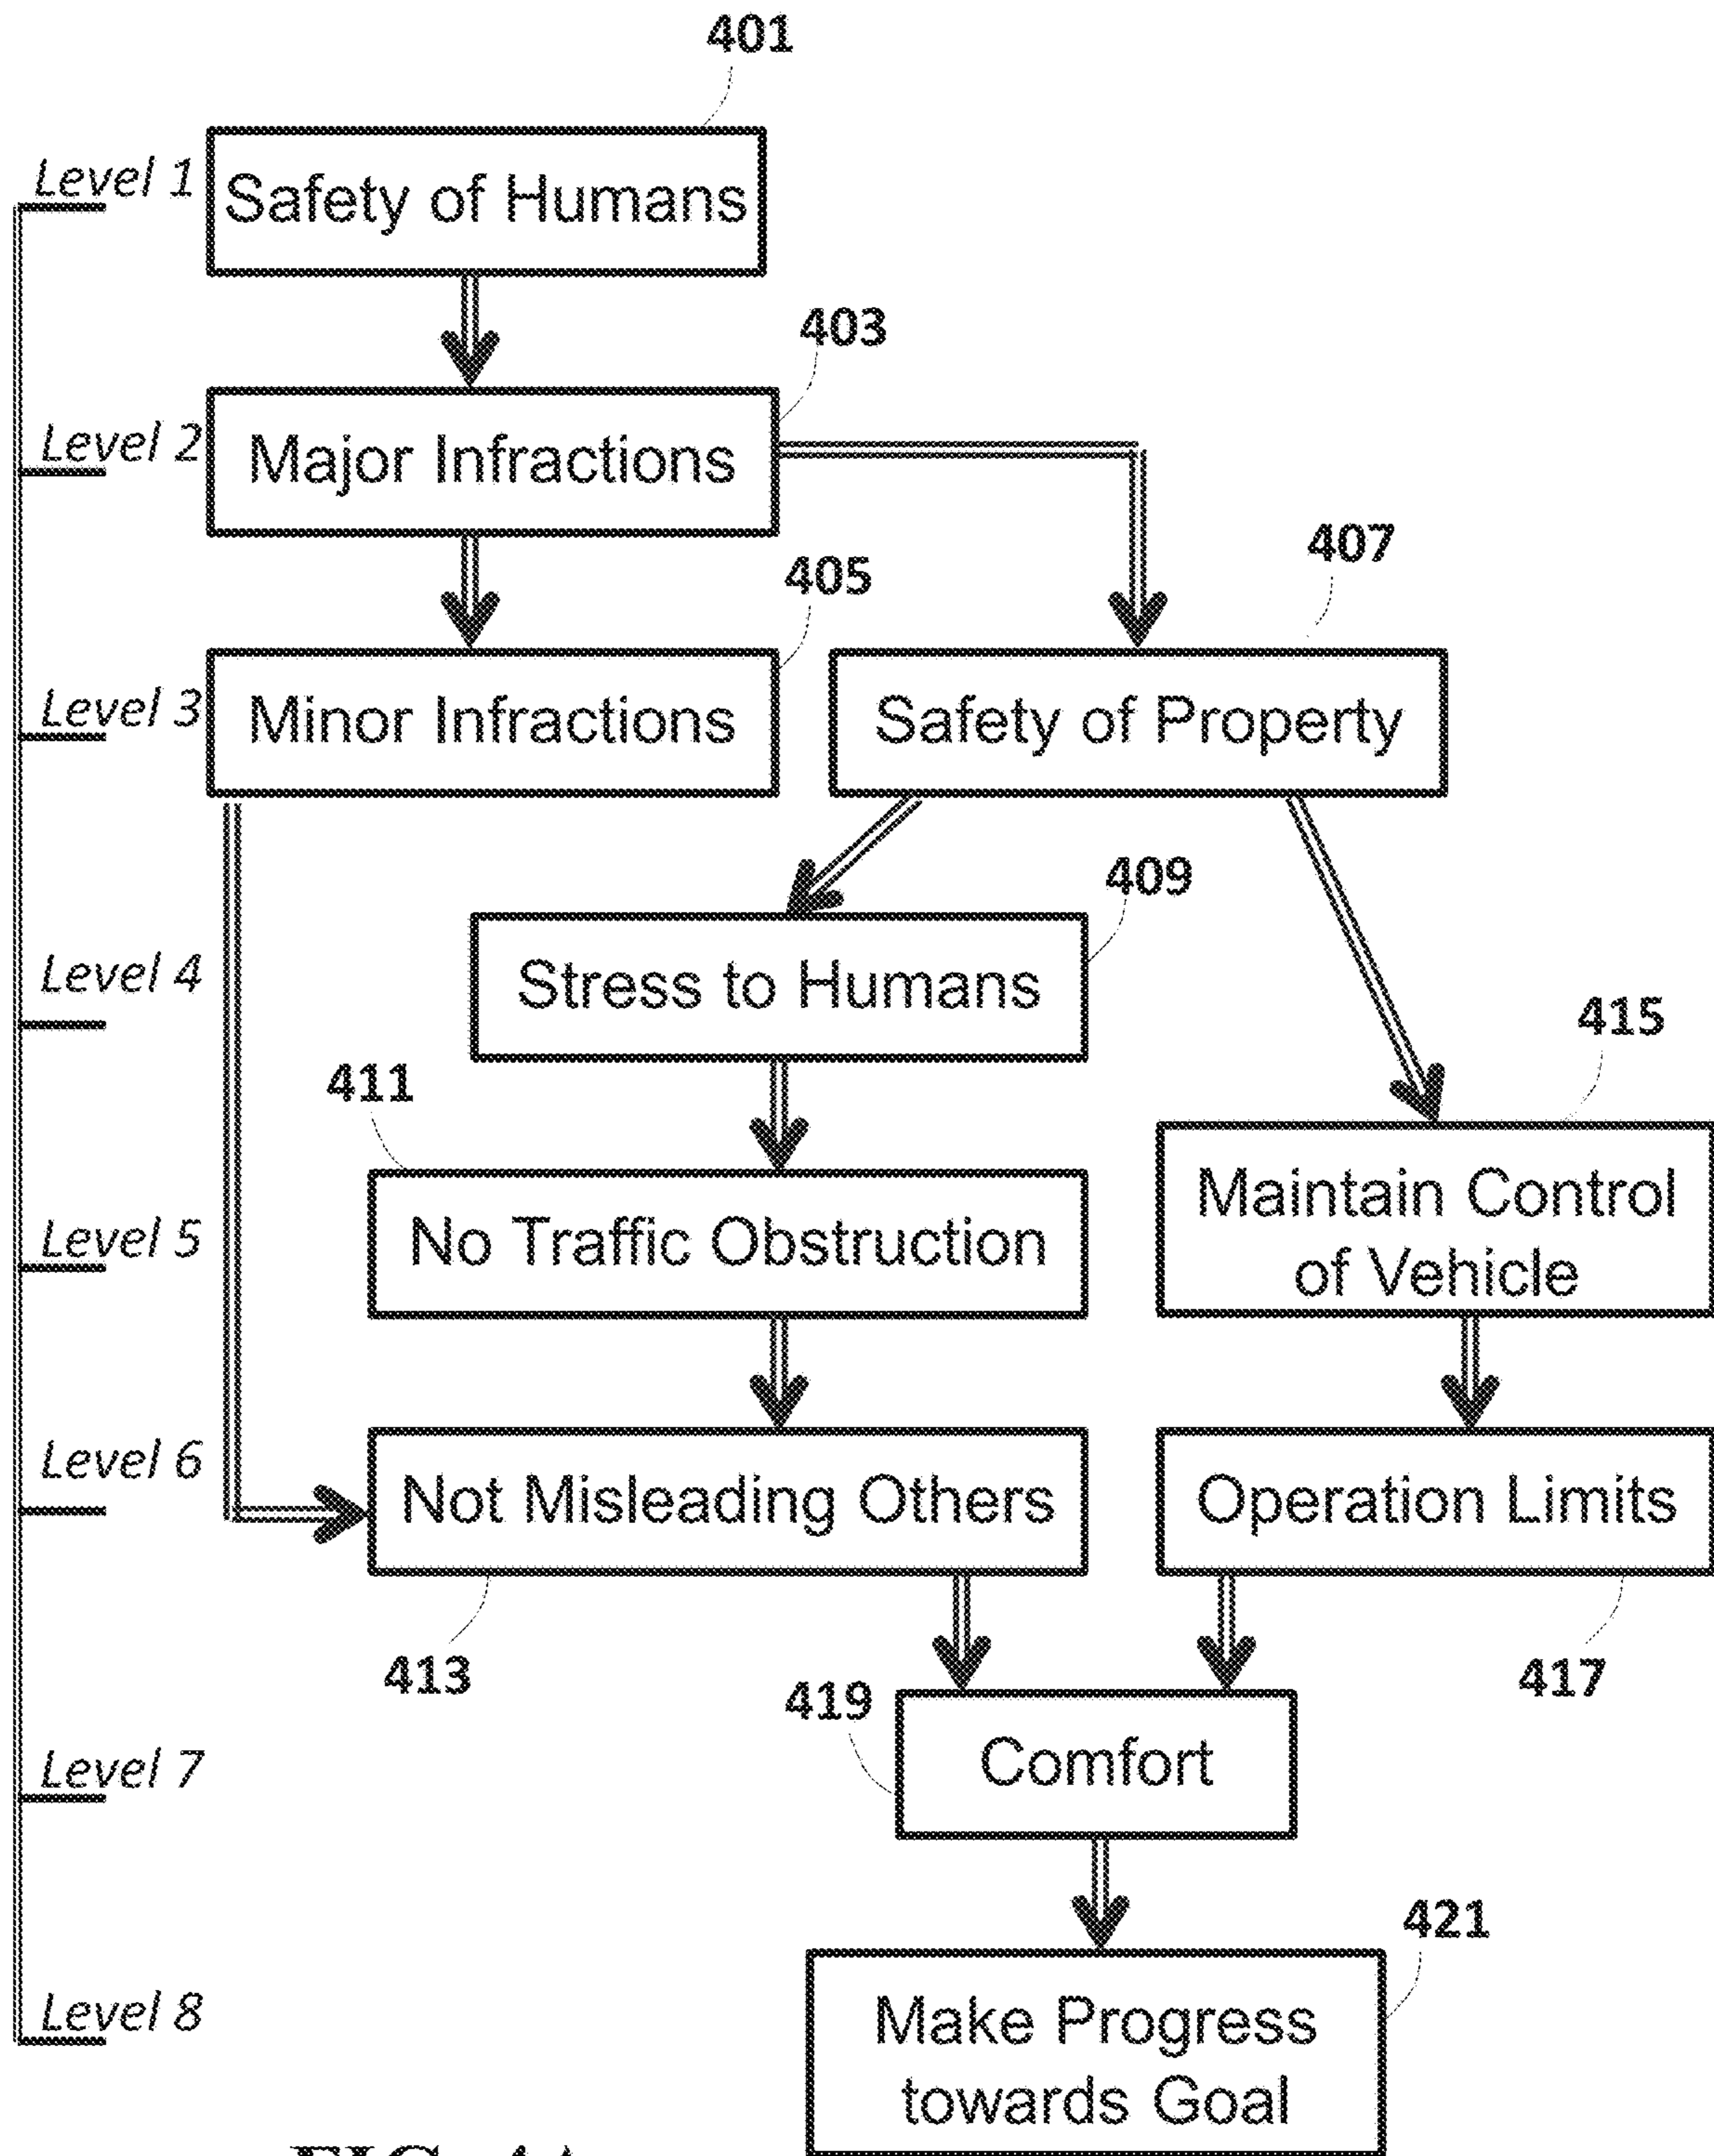 401
Level 1
Safety of Humans
403
Level 2
Major Infractions
407
405
Level 3
Minor Infractions
Safety of Property
409
Level 4
Stress to Humans
415
411
Level 5
No Traffic Obstruction
Maintain Control
of Vehicle
Level 6
Not Misleading Others
Operation Limits
413
417
419
Level 7
Comfort
421
Level 8
Make Progress
towards Goal